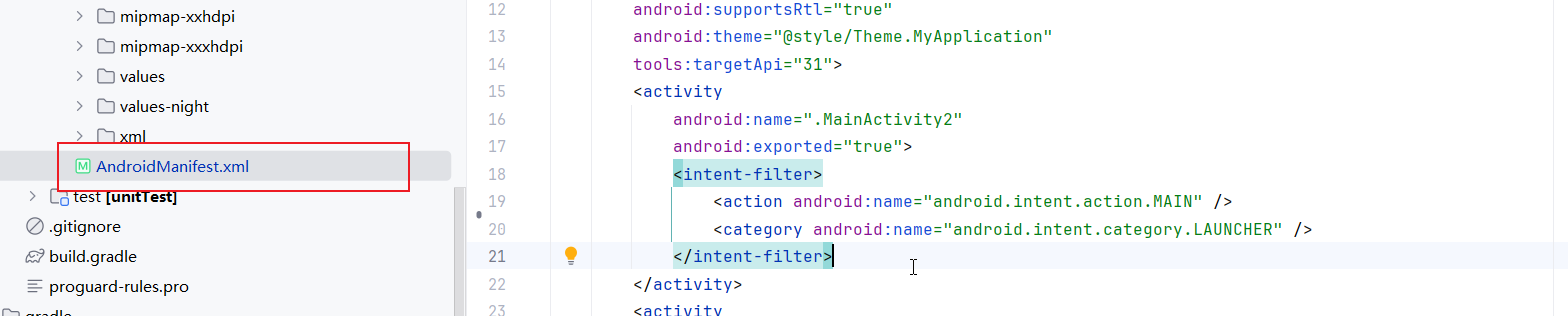 mipmap-xxhdpi
mipmap-xxxhdpi
values
values-night
xml
AndroidManifest.xml
test [unitTest]
.gitignore
build.gradle
proguard-rules.pro
gradle
12 android:supportsRtl="true"
13 android:theme="@style/Theme.MyApplication"
14 tools:targetApi="31">
15 <activity
16 android:name=".MainActivity2"
17 android:exported="true">
18 <intent-filter>
19 <action android:name="android.intent.action.MAIN" />
20 <category android:name="android.intent.category.LAUNCHER" />
21 </intent-filter>
22 </activity>
23 <activity